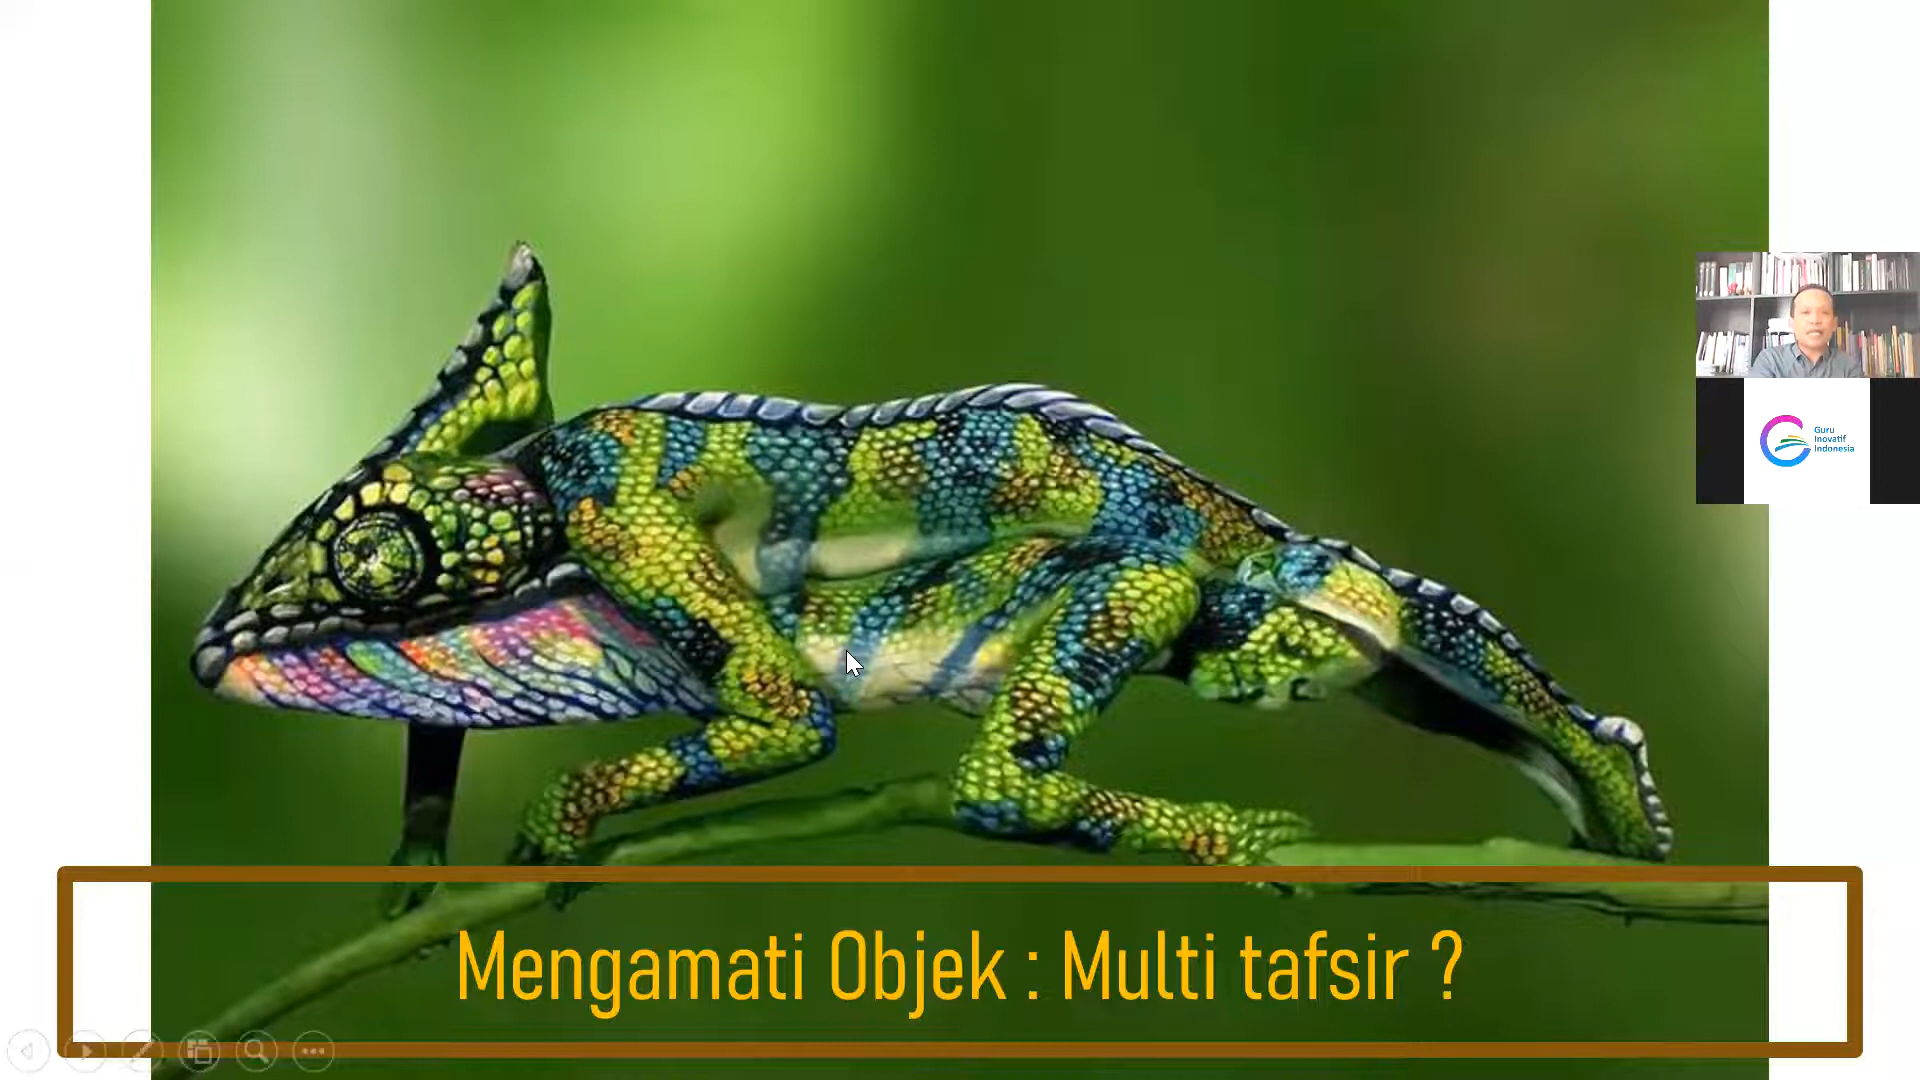 Guru
Inovatif
Indonesia
Mengamati Objek : Multi tafsir ?